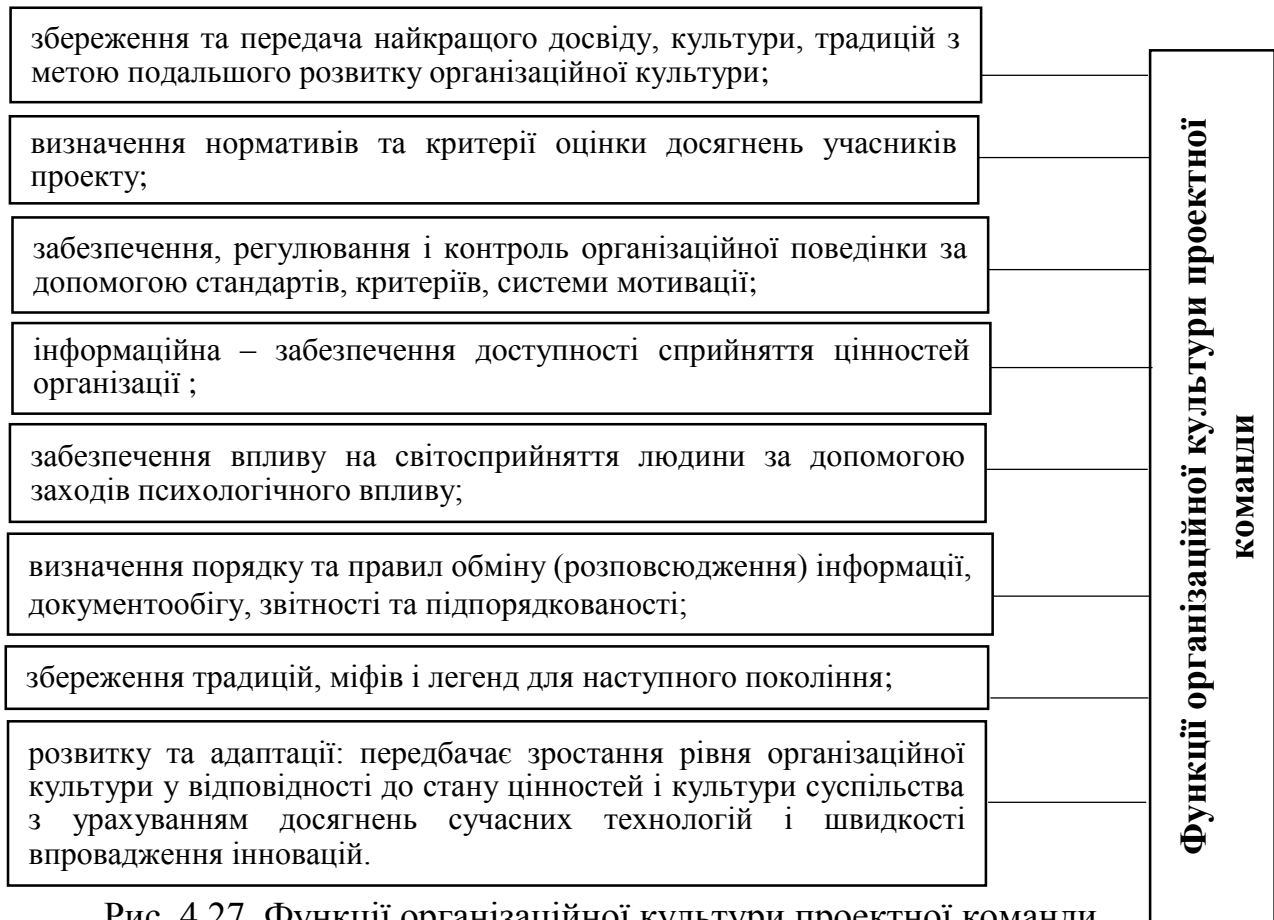 збереження та передача найкращого досвіду, культури, традицій з
метою подальшого розвитку організаційної культури;
визначення нормативів та критерії оцінки досягнень учасників
проекту;
забезпечення, регулювання і контроль організаційної поведінки за
допомогою стандартів, критеріїв, системи мотивації;
інформаційна – забезпечення доступності сприйняття цінностей
організації ;
забезпечення впливу на світосприйняття людини за допомогою
заходів психологічного впливу;
визначення порядку та правил обміну (розповсюдження) інформації,
документообігу, звітності та підпорядкованості;
збереження традицій, міфів і легенд для наступного покоління;
розвитку та адаптації: передбачає зростання рівня організаційної
культури у відповідності до стану цінностей і культури суспільства
з урахуванням досягнень сучасних технологій і швидкості
впровадження інновацій.
Функції організаційної культури проектної
команди
Рис. 4.27. Функції організаційної культури проектної команди